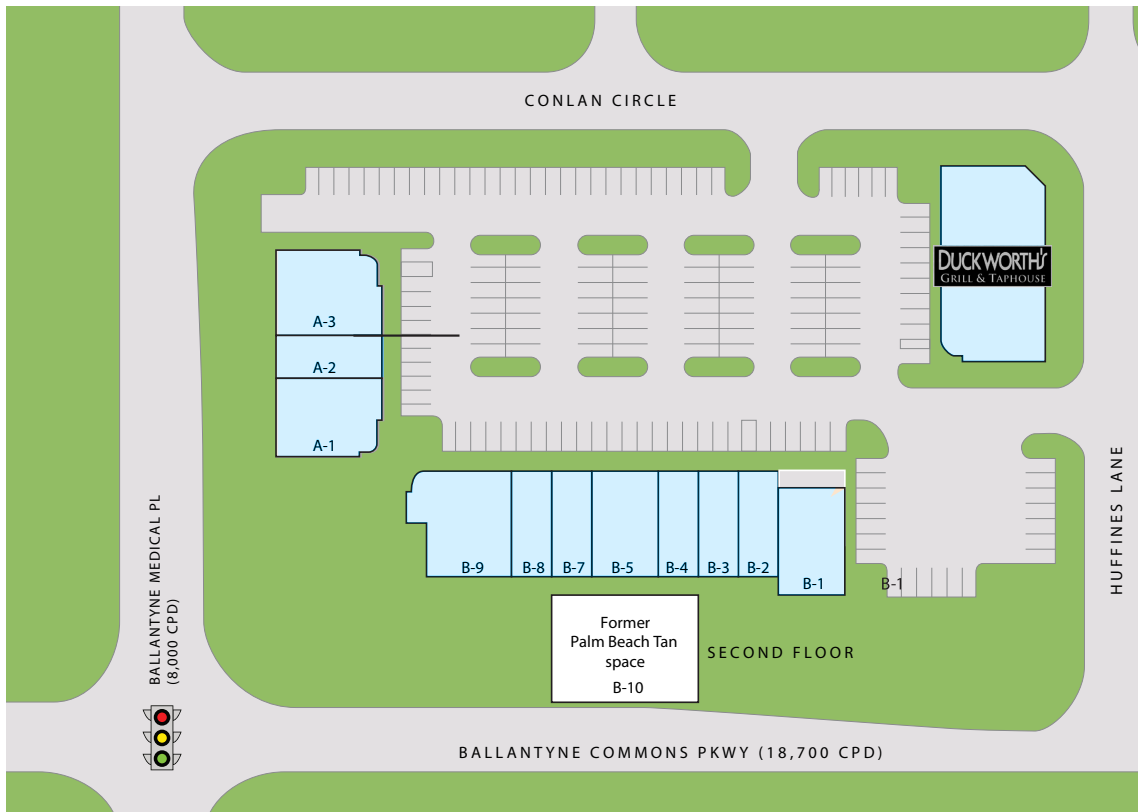 CONLAN CIRCLE
DUCKWORTH'S
GRILL & TAPHOUSE
A-3
A-2
A-1
B-9
B-8
B-7
B-5
B-4
B-3
B-2
B-1
B-1
Former
Palm Beach Tan
space
B-10
SECOND FLOOR
BALLANTYNE MEDICAL PL
(8,000 CPD)
HUFFINES LANE
BALLANTYNE COMMONS PKWY (18,700 CPD)